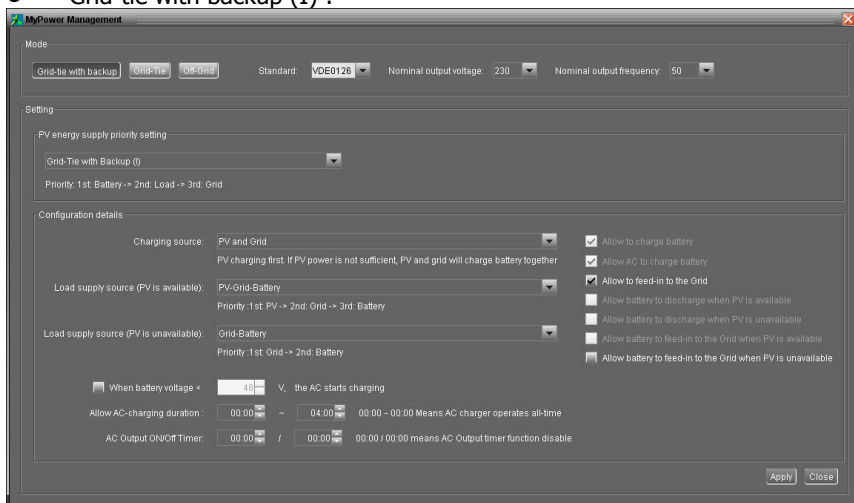 Grid-tie with backup (I) :
MyPower Management
Mode
Grid-tie with backup Grid-Tie Off-Grid Standard: VDE0126 Nominal output voltage: 230 Nominal output frequency: 50
Setting
PV energy supply priority setting
Grid-Tie with Backup (I)
Priority: 1st: Battery-> 2nd: Load -> 3rd: Grid
Configuration details
Charging source: PV and Grid Allow to charge battery
PV charging first. If PV power is not sufficient, PV and grid will charge battery together Allow AC to charge battery
Allow to feed-in to the Grid
Load supply source (PV is available): PV-Grid-Battery Allow battery to discharge when PV is available
Priority :1st: PV -> 2nd: Grid -> 3rd: Battery
Allow battery to discharge when PV is unavailable
Load supply source (PV is unavailable): Grid-Battery Allow battery to feed-in to the Grid when PV is available
Priority :1st: Grid -> 2nd: Battery Allow battery to feed-in to the Grid when PV is unavailable
When battery voltage < 48 V, the AC starts charging
Allow AC-charging duration : 00:00 ~ 04:00 00:00 - 00:00 Means AC charger operates all-time
AC Output ON/Off Timer: 00:00 / 00:00 00:00 / 00:00 means AC Output timer function disable
Apply Close